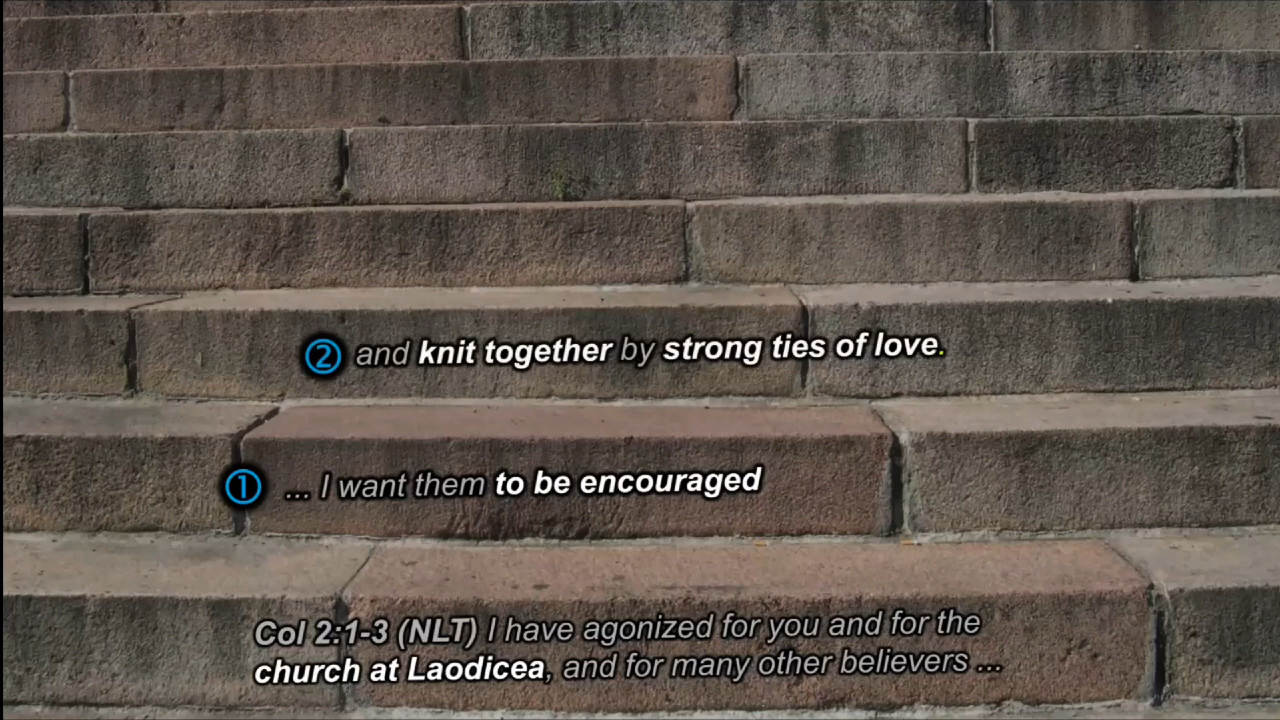 ② and knit together by strong ties of love.
① ... I want them to be encouraged
Col 2:1-3 (NLT) I have agonized for you and for the
church at Laodicea, and for many other believers ...